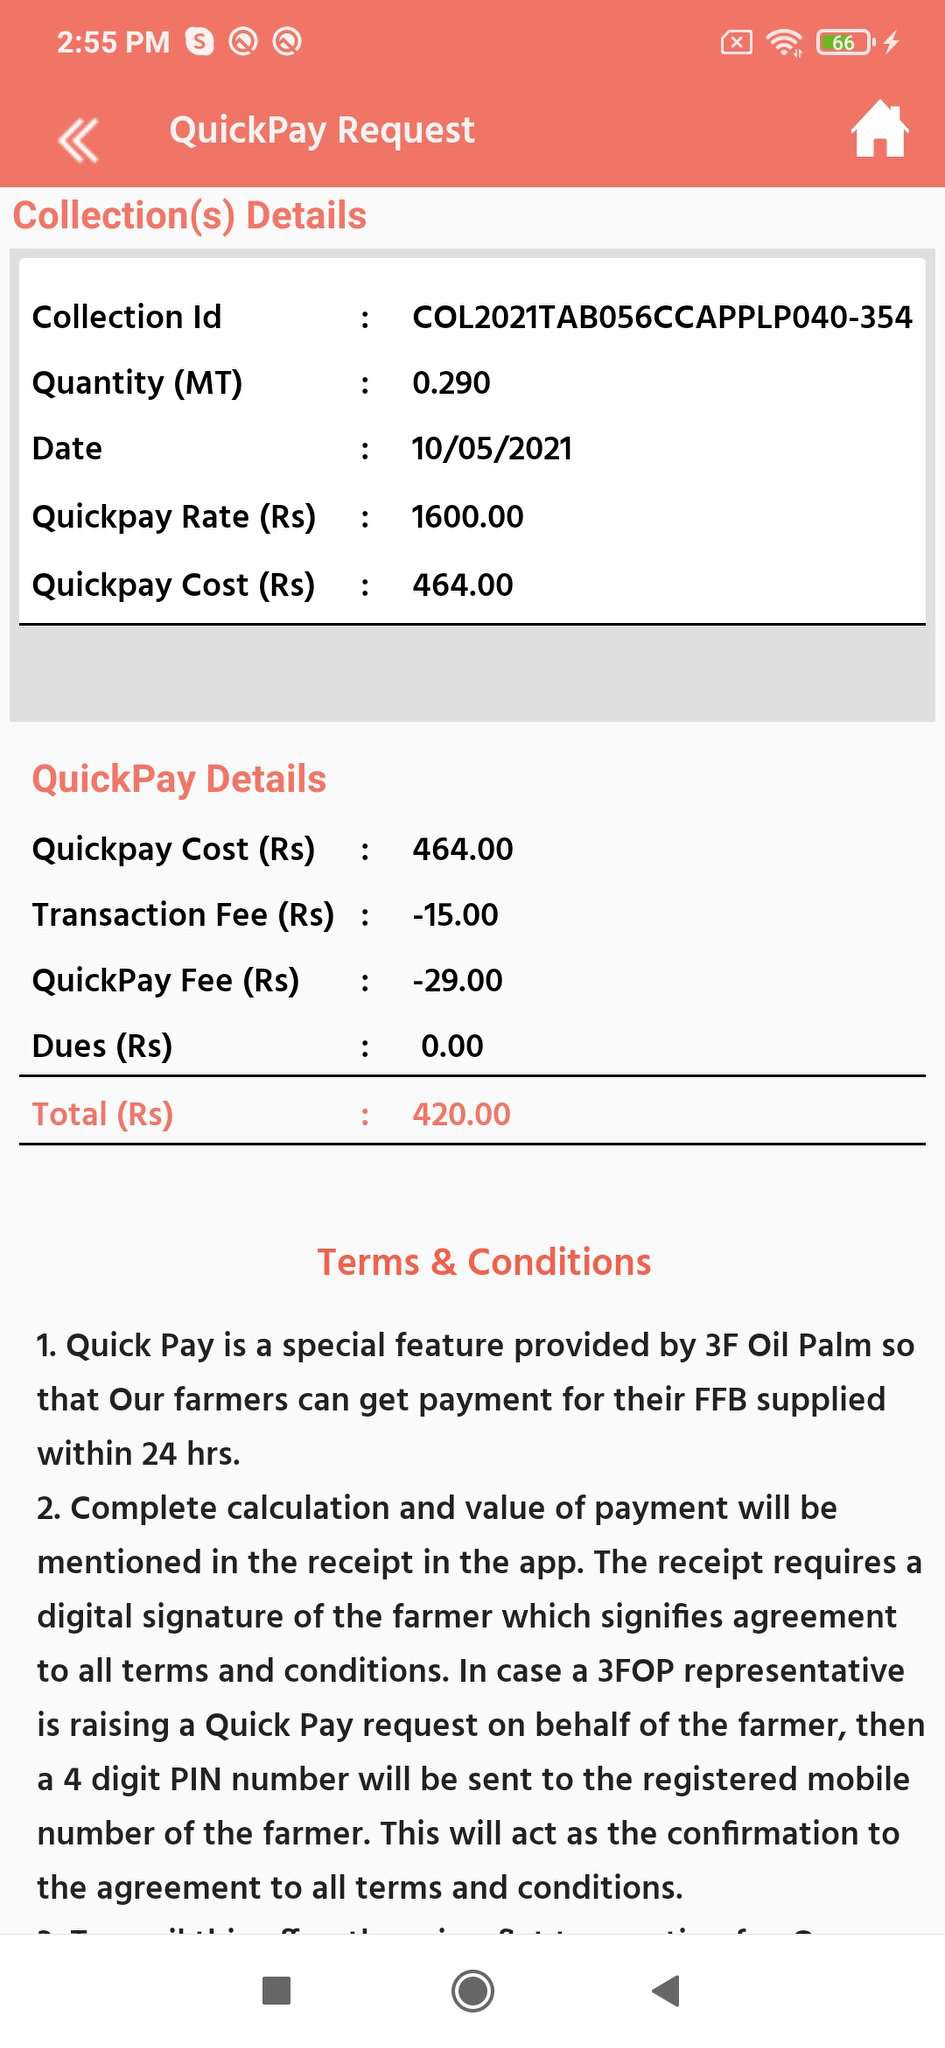 2:55 PM
66
QuickPay Request
Collection(s) Details
Collection Id : COL2021TAB056CCAPPLP040-354
Quantity (MT) : 0.290
Date : 10/05/2021
Quickpay Rate (Rs) : 1600.00
Quickpay Cost (Rs) : 464.00
QuickPay Details
Quickpay Cost (Rs) : 464.00
Transaction Fee (Rs) : -15.00
QuickPay Fee (Rs) : -29.00
Dues (Rs) : 0.00
Total (Rs) : 420.00
Terms & Conditions
1. Quick Pay is a special feature provided by 3F Oil Palm so
that Our farmers can get payment for their FFB supplied
within 24 hrs.
2. Complete calculation and value of payment will be
mentioned in the receipt in the app. The receipt requires a
digital signature of the farmer which signifies agreement
to all terms and conditions. In case a 3FOP representative
is raising a Quick Pay request on behalf of the farmer, then
a 4 digit PIN number will be sent to the registered mobile
number of the farmer. This will act as the confirmation to
the agreement to all terms and conditions.